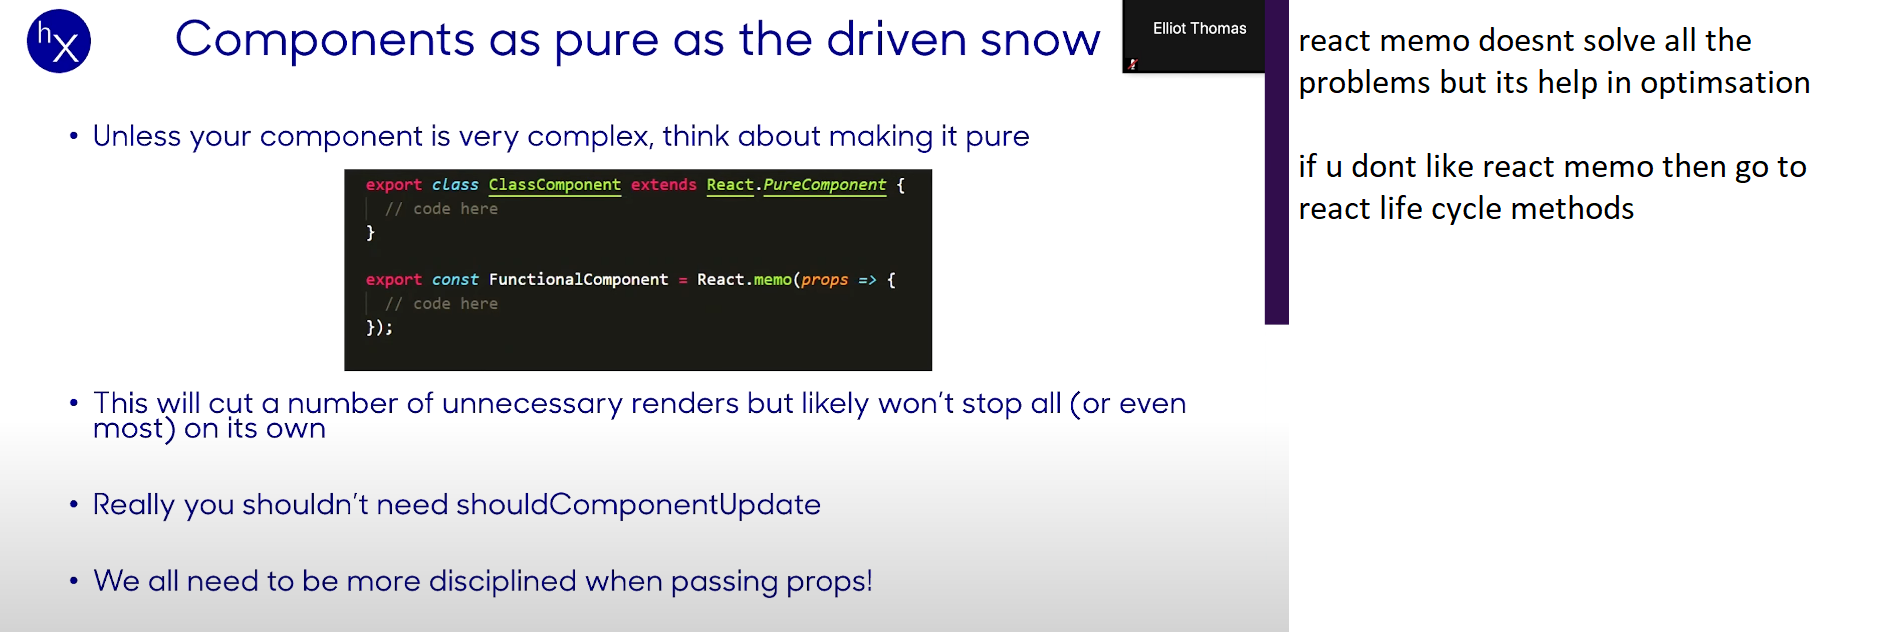 hx
Components as pure as the driven snow
Elliot Thomas
• Unless your component is very complex, think about making it pure
export class ClassComponent extends React.PureComponent {
// code here
}
export const FunctionalComponent = React.memo(props => {
// code here
});
• This will cut a number of unnecessary renders but likely won't stop all (or even
most) on its own
• Really you shouldn't need shouldComponentUpdate
• We all need to be more disciplined when passing props!
react memo doesnt solve all the
problems but its help in optimsation
if u dont like react memo then go to
react life cycle methods